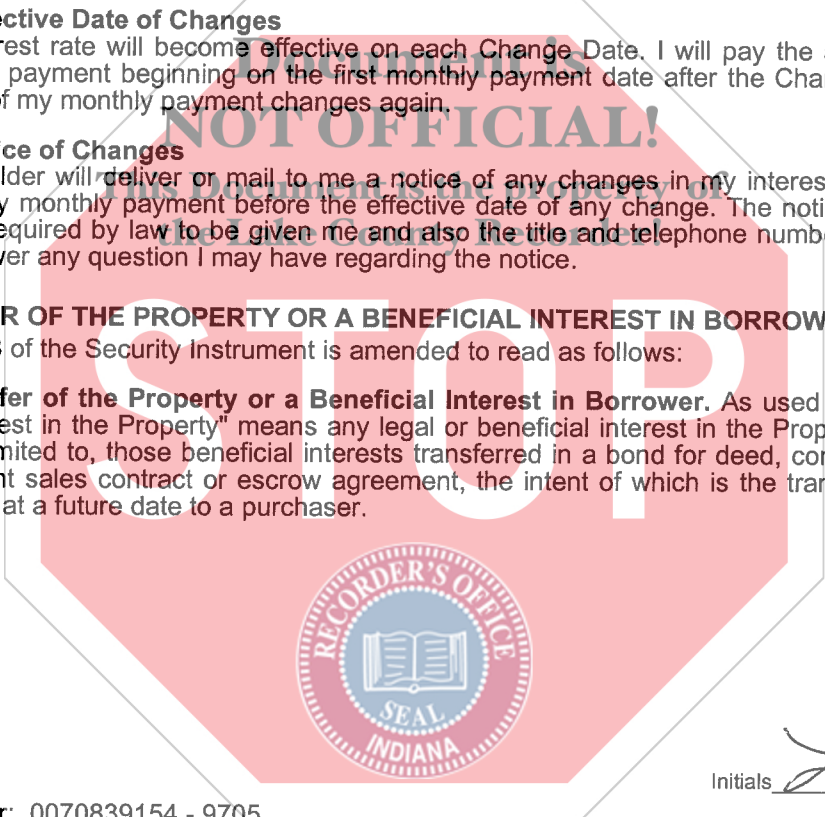 ective Date of Changes
rest rate will become effective on each Change Date. I will pay the
payment beginning on the first monthly payment date after the Char
f my monthly payment changes again.
Document is
NOT OFFICIAL!
This Document is the property of
the Lake County Recorder!
ce of Changes
lder will deliver or mail to me a notice of any changes in my interes
y monthly payment before the effective date of any change. The noti
equired by law to be given me and also the title and telephone numbe
ver any question I may have regarding the notice.
R OF THE PROPERTY OR A BENEFICIAL INTEREST IN BORROW
of the Security Instrument is amended to read as follows:
fer of the Property or a Beneficial Interest in Borrower. As used
est in the Property" means any legal or beneficial interest in the Prop
mited to, those beneficial interests transferred in a bond for deed, con
nt sales contract or escrow agreement, the intent of which is the tran
at a future date to a purchaser.
STOP
RECORDER'S OFFICE
SEAL
INDIANA
Initials
r: 0070839154 - 9705